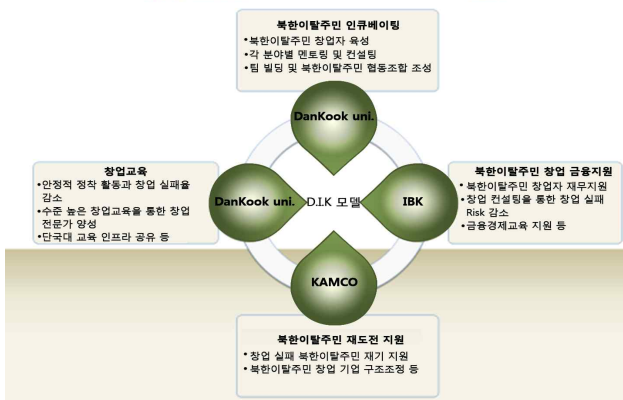 북한이탈주민 인큐베이팅
•북한이탈주민 창업자 육성
•각 분야별 멘토링 및 컨설팅
•팀 빌딩 및 북한이탈주민 협동조합 조성
DanKook uni.
창업교육
•안정적 정착 활동과 창업 실패율
감소
•수준 높은 창업교육을 통한 창업
전문가 양성
•단국대 교육 인프라 공유 등
DanKook uni.
D.I.K 모델
IBK
북한이탈주민 창업 금융지원
• 북한이탈주민 창업자 재무지원
• 창업 컨설팅을 통한 창업 실패
Risk 감소
• 금융경제교육 지원 등
KAMCO
북한이탈주민 재도전 지원
• 창업 실패 북한이탈주민 재기 지원
• 북한이탈주민 창업 기업 구조조정 등